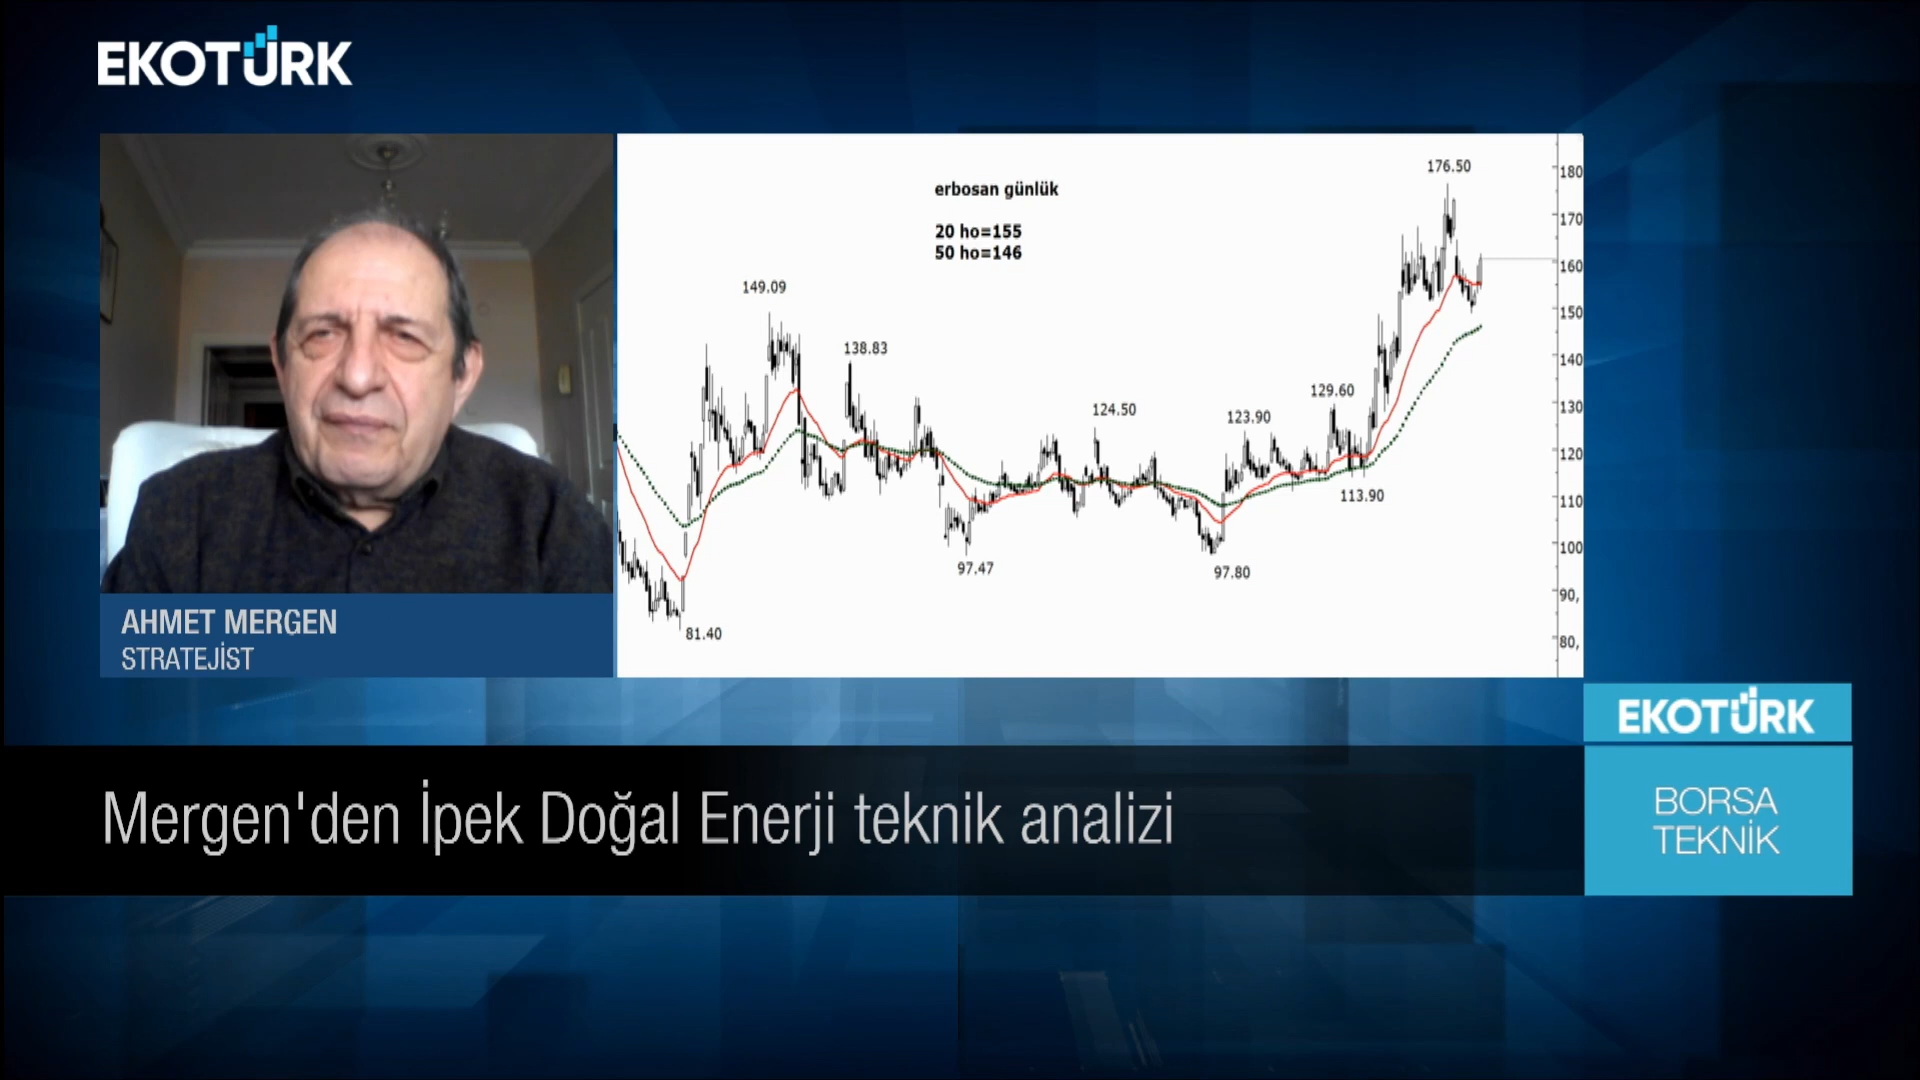 EKOTÜRK
erbosan günlük
20 ho=155
50 ho=146
176.50
149.09
138.83
124.50
123.90
129.60
113.90
97.47
97.80
81.40
180
170
160
150
140
130
120
110
100
90,
80,
AHMET MERGEN
STRATEJİST
EKOTÜRK
Mergen'den İpek Doğal Enerji teknik analizi
BORSA
TEKNİK